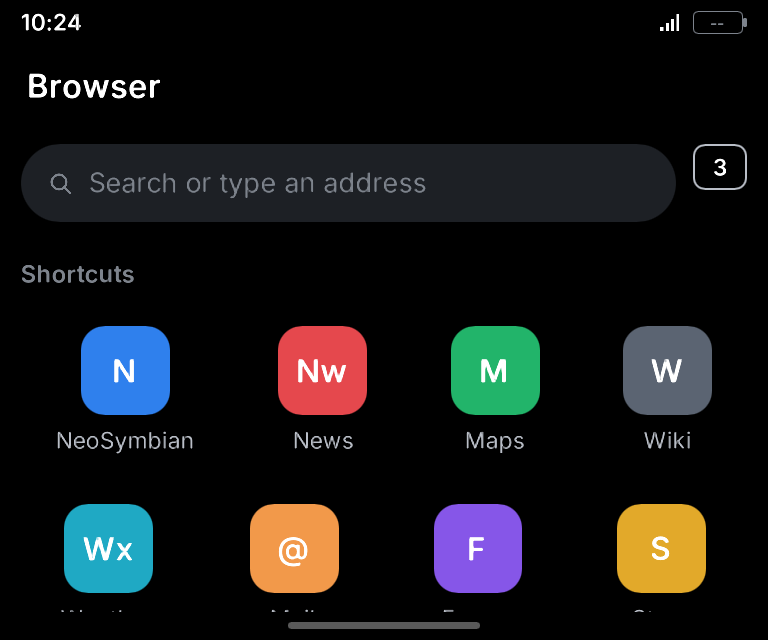 10:24
--
Browser
Search or type an address
3
Shortcuts
N Nw M W
NeoSymbian News Maps Wiki
Wx @ F S